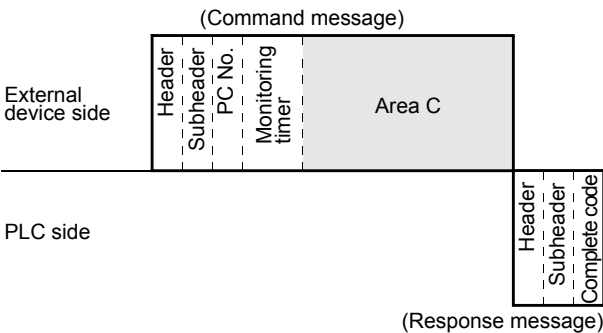 (Command message)
External
device side
Header
Subheader
PC No.
Monitoring
timer
Area C
PLC side
Header
Subheader
Complete code
(Response message)